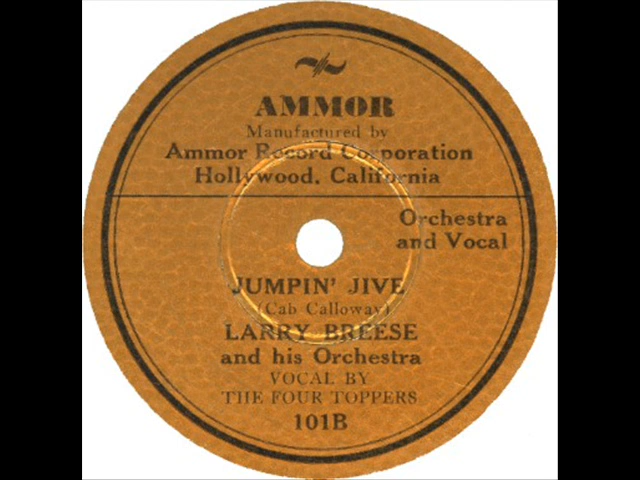 AMMOR
Manufactured by
Ammor Record Corporation
Hollywood, California
Orchestra
and Vocal
JUMPIN' JIVE
(Cab Calloway)
LARRY BREESE
and his Orchestra
VOCAL BY
THE FOUR TOPPERS
101B